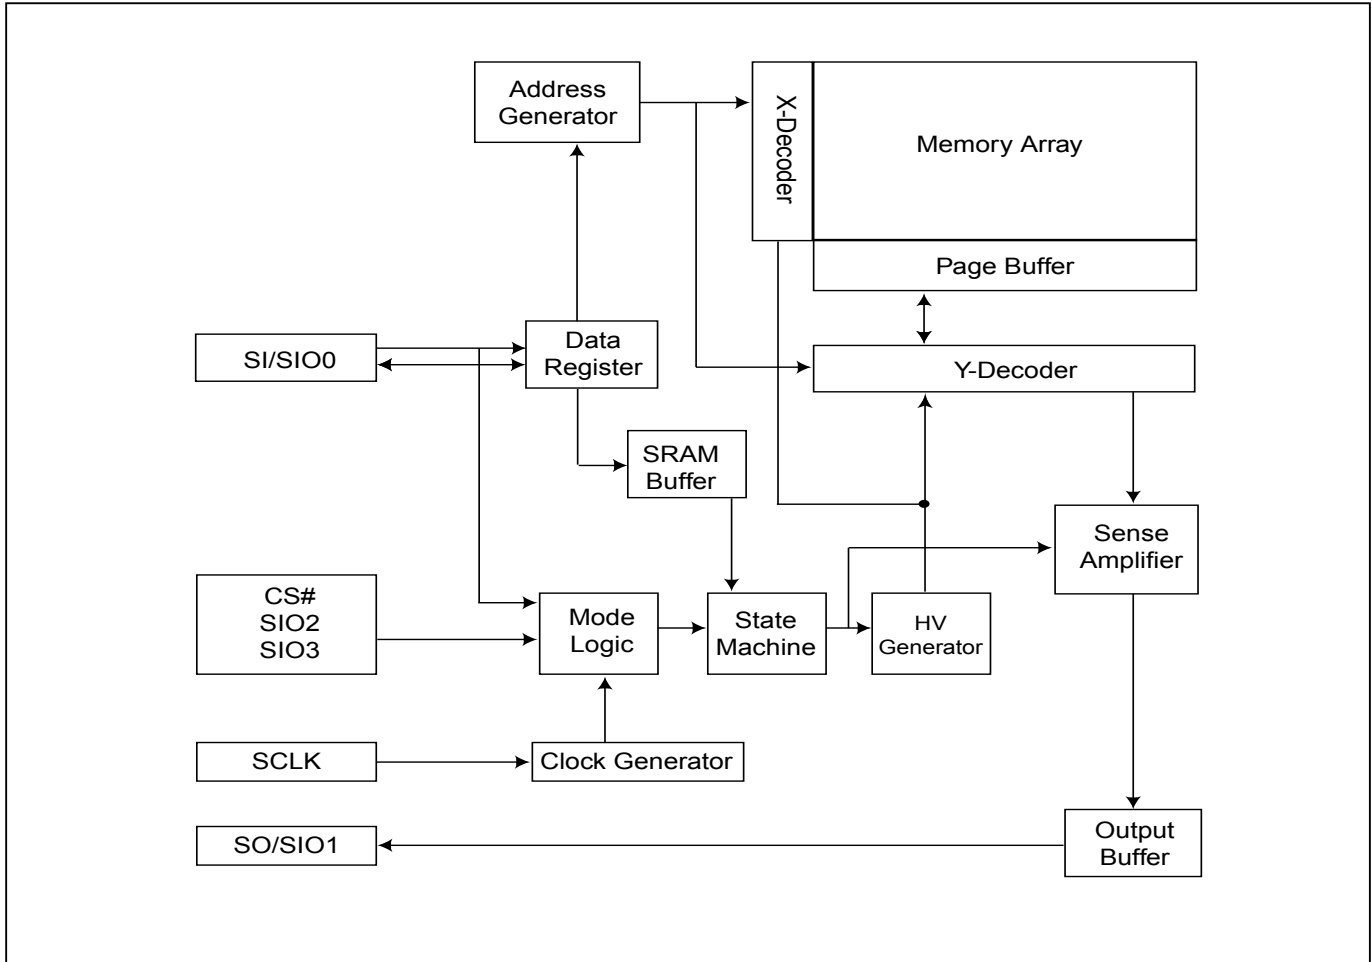 Address
Generator
X-Decoder
Memory Array
Page Buffer
SI/SIO0
Data
Register
Y-Decoder
SRAM
Buffer
Sense
Amplifier
CS#
SIO2
SIO3
Mode
Logic
State
Machine
HV
Generator
SCLK
Clock Generator
SO/SIO1
Output
Buffer